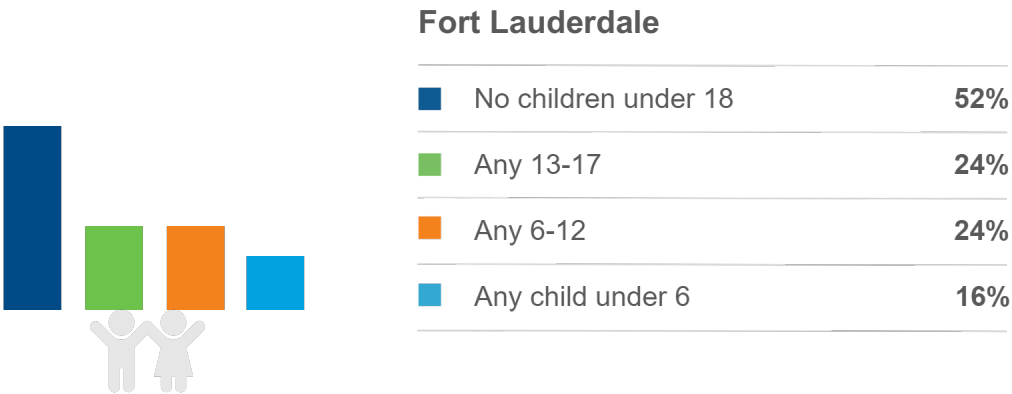 Fort Lauderdale
No children under 18 52%
Any 13-17 24%
Any 6-12 24%
Any child under 6 16%